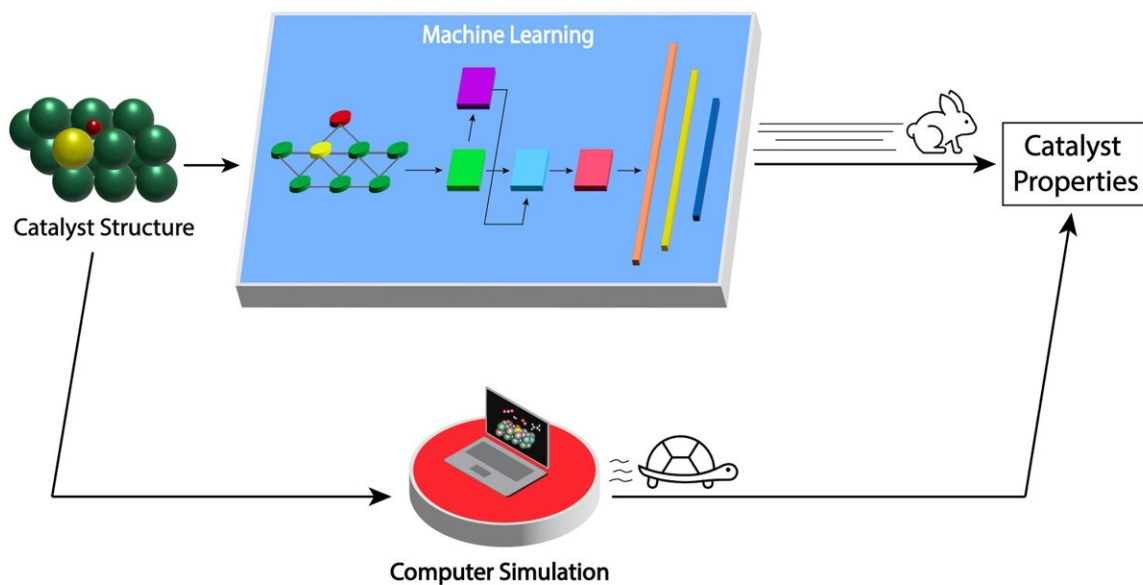 Machine Learning
Catalyst Structure
Catalyst
Properties
Computer Simulation